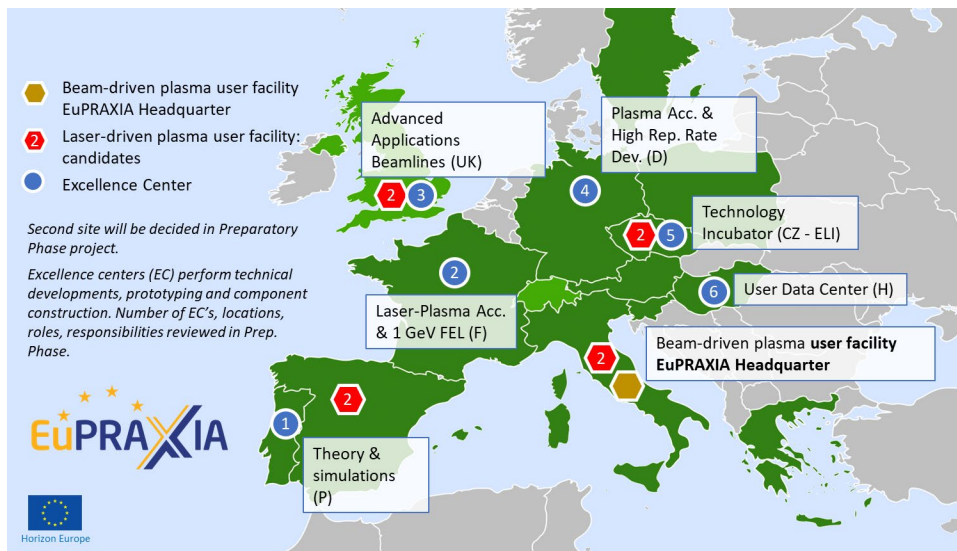 Beam-driven plasma user facility
EuPRAXIA Headquarter
2
Laser-driven plasma user facility:
candidates
Excellence Center
Second site will be decided in Preparatory
Phase project.
Excellence centers (EC) perform technical
developments, prototyping and component
construction. Number of EC's, locations,
roles, responsibilities reviewed in Prep.
Phase.
Advanced
Applications
Beamlines (UK)
2
3
Plasma Acc. &
High Rep. Rate
Dev. (D)
4
Technology
Incubator (CZ - ELI)
2
5
2
Laser-Plasma Acc.
& 1 GeV FEL (F)
6
User Data Center (H)
Beam-driven plasma user facility
EuPRAXIA Headquarter
2
2
1
Theory &
simulations
(P)
EuPRAXIA
Horizon Europe